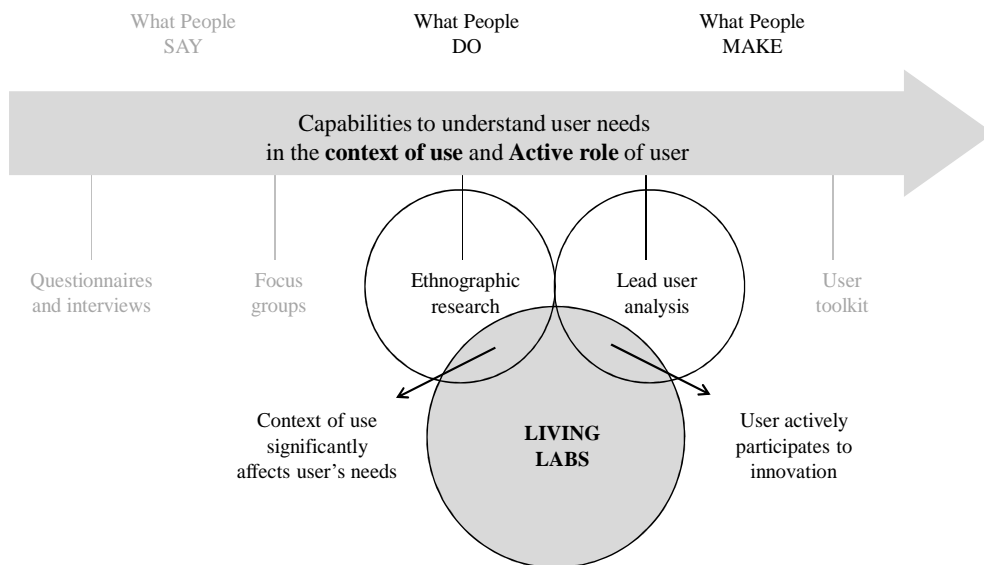 What People
SAY
What People
DO
What People
MAKE
Capabilities to understand user needs
in the context of use and Active role of user
Questionnaires
and interviews
Focus
groups
Ethnographic
research
Lead user
analysis
User
toolkit
Context of use
significantly
affects user’s needs
LIVING
LABS
User actively
participates to
innovation